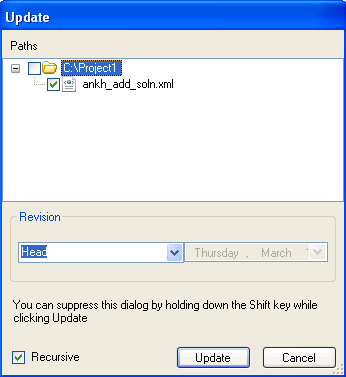 Update
Paths
C:\Project1
ankh_add_soln.xml
Revision
Head
Thursday , March
You can suppress this dialog by holding down the Shift key while
clicking Update
Recursive
Update
Cancel